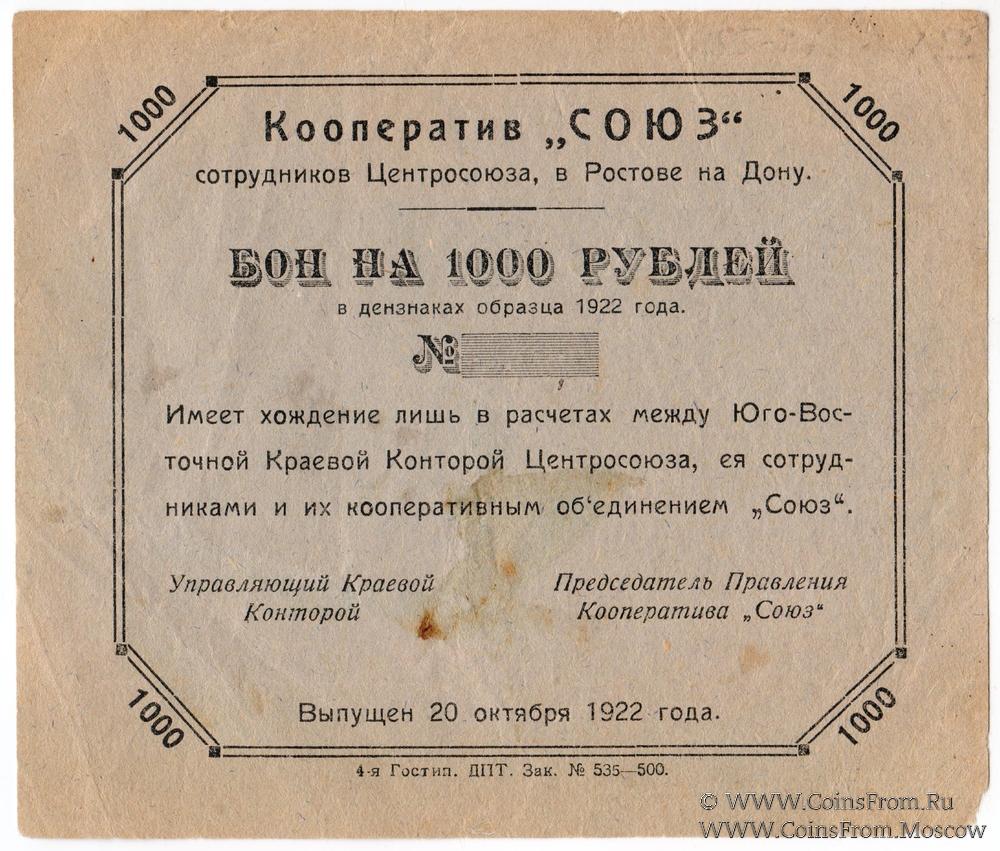 1000
1000
Кооператив „СОЮЗ“
сотрудников Центросоюза, в Ростове на Дону.
БОН НА 1000 РУБЛЕЙ
в дензнаках образца 1922 года.
№
Имеет хождение лишь в расчетах между Юго-Вос-
точной Краевой Конторой Центросоюза, ея сотруд-
никами и их кооперативным об‘единением „Союз“.
Управляющий Краевой
Конторой
Председатель Правления
Кооператива „Союз“
Выпущен 20 октября 1922 года.
1000
1000
4-я Гостип. ДПТ. Зак. № 535—500.
© WWW.CoinsFrom.Ru
WWW.CoinsFrom.Moscow